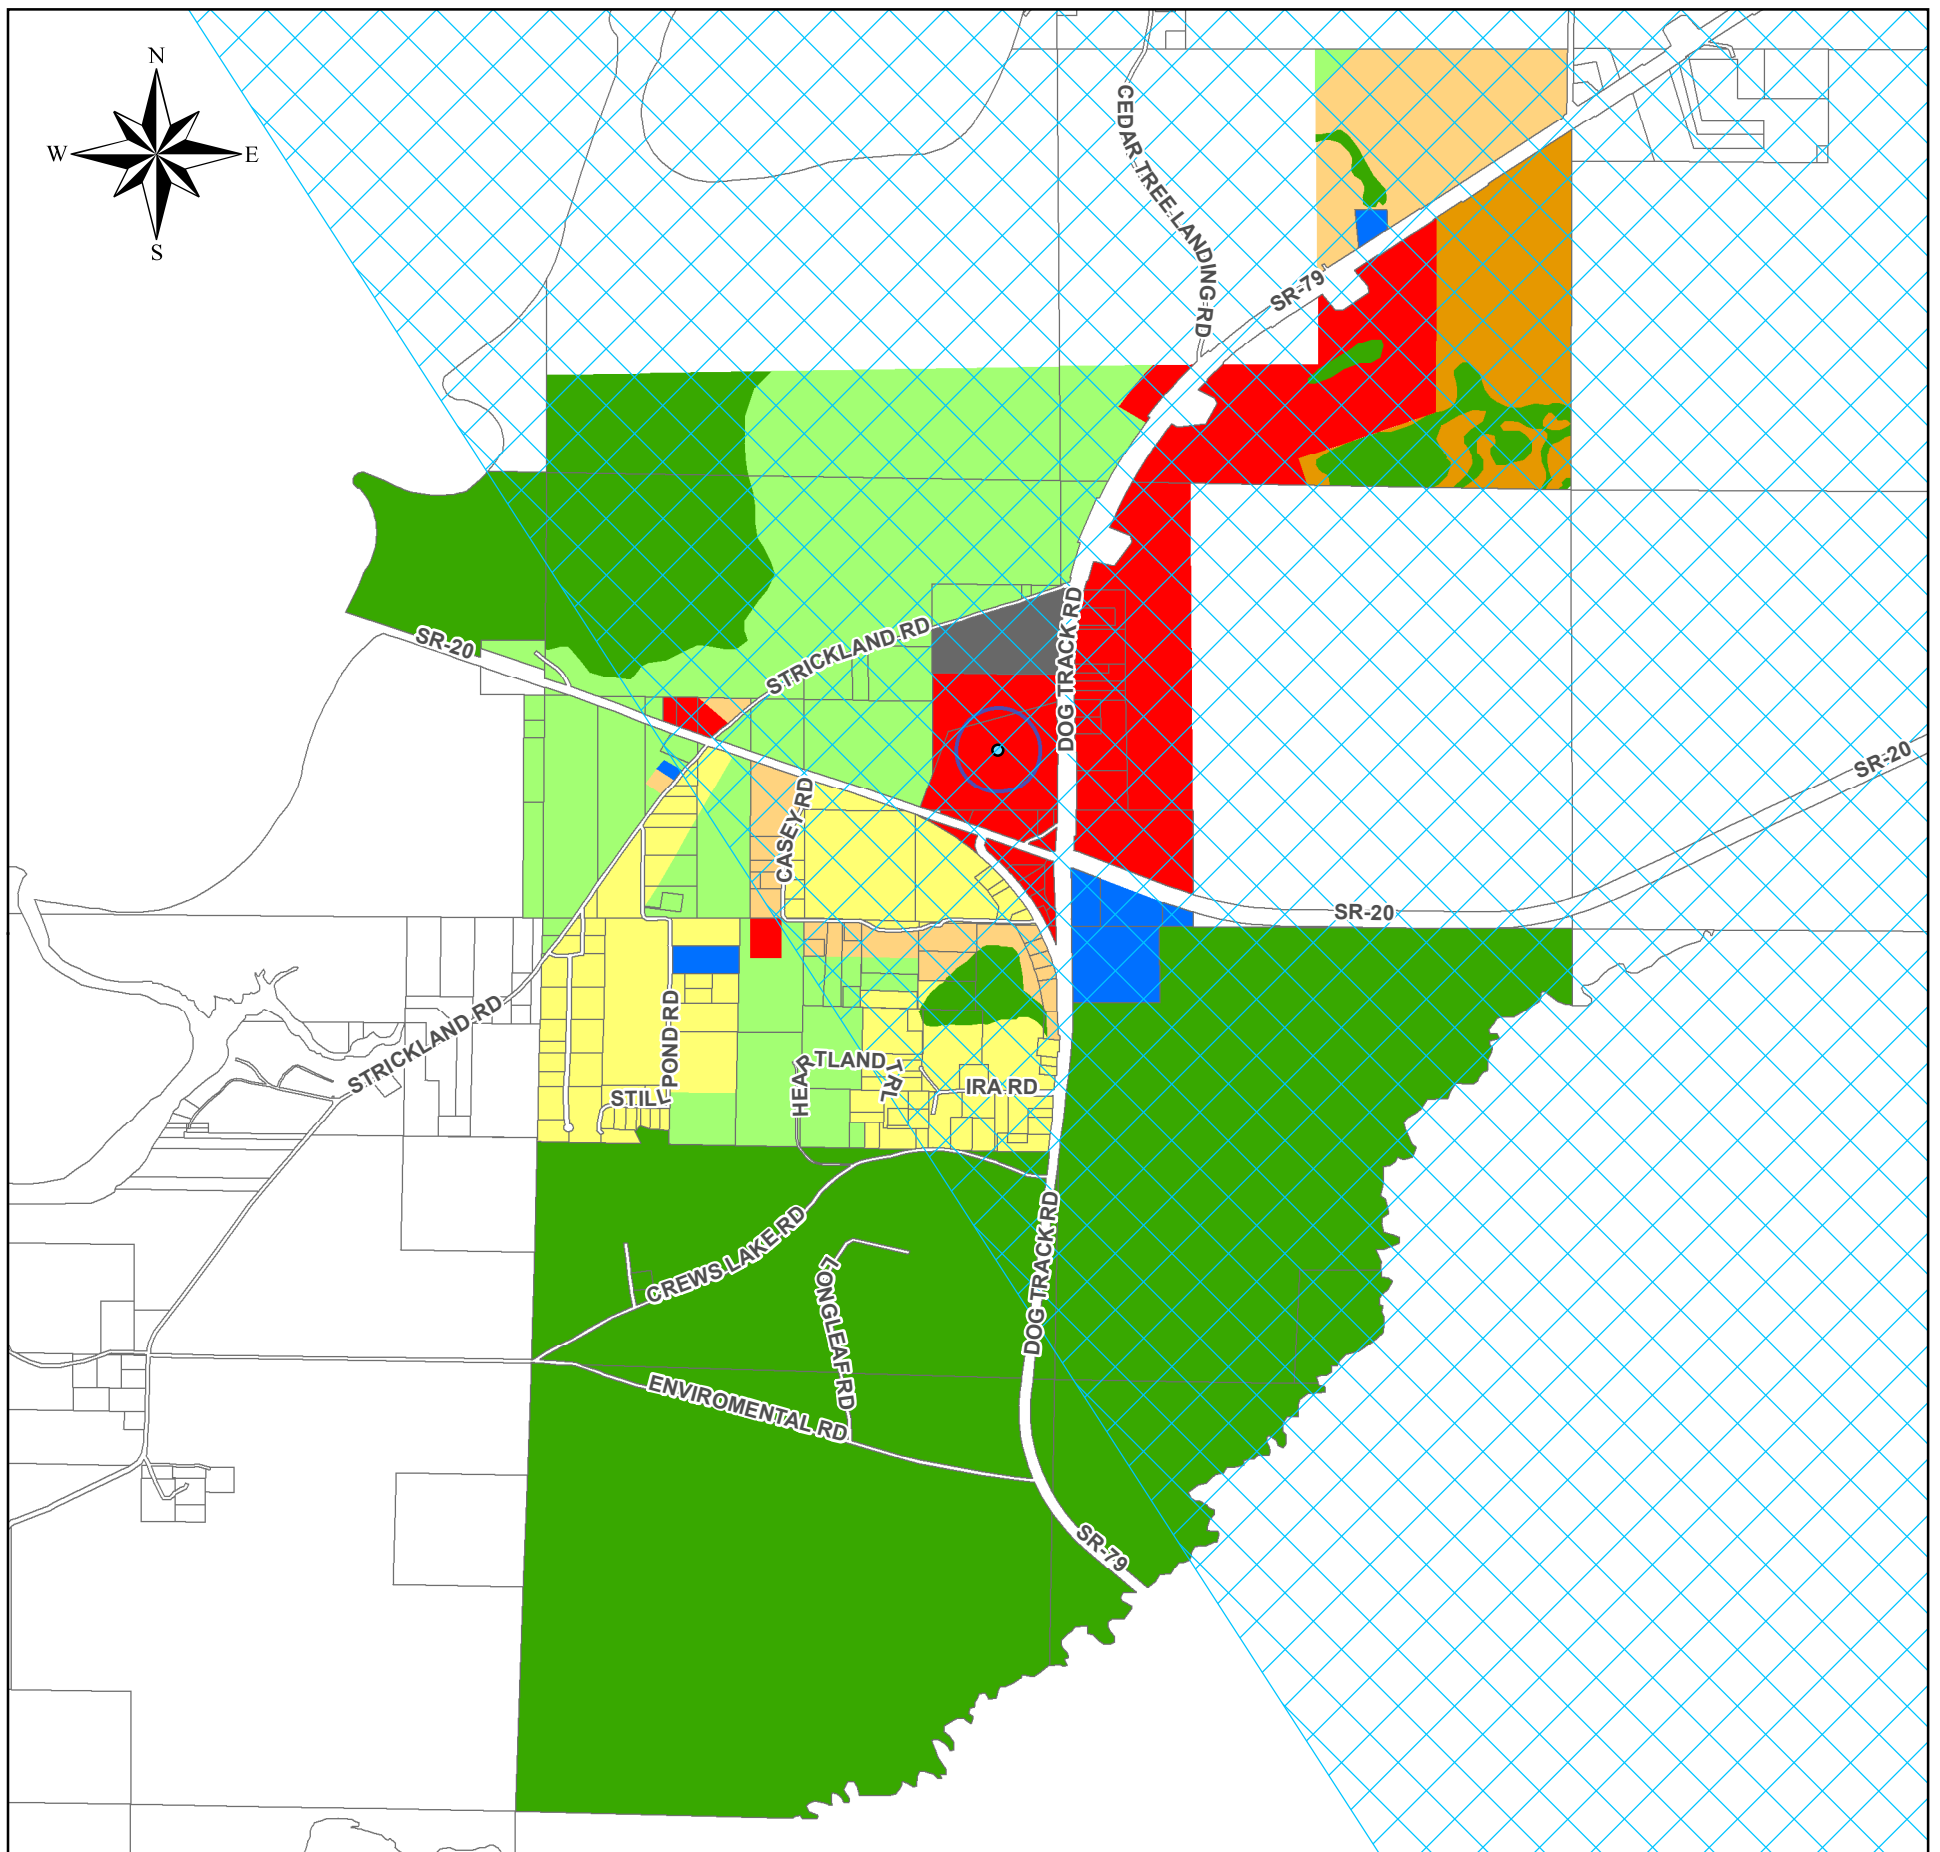 N
W E
S
CEDAR TREE LANDING RD
SR-79
STRICKLAND RD
SR-20
DOG TRACK RD
SR-20
CASEY RD
SR-20
STRICKLAND RD
STILL POND RD
HEARTLAND TRL
IRA RD
CREWS LAKE RD
LONGLEAF RD
DOG TRACK RD
ENVIROMENTAL RD
SR-79